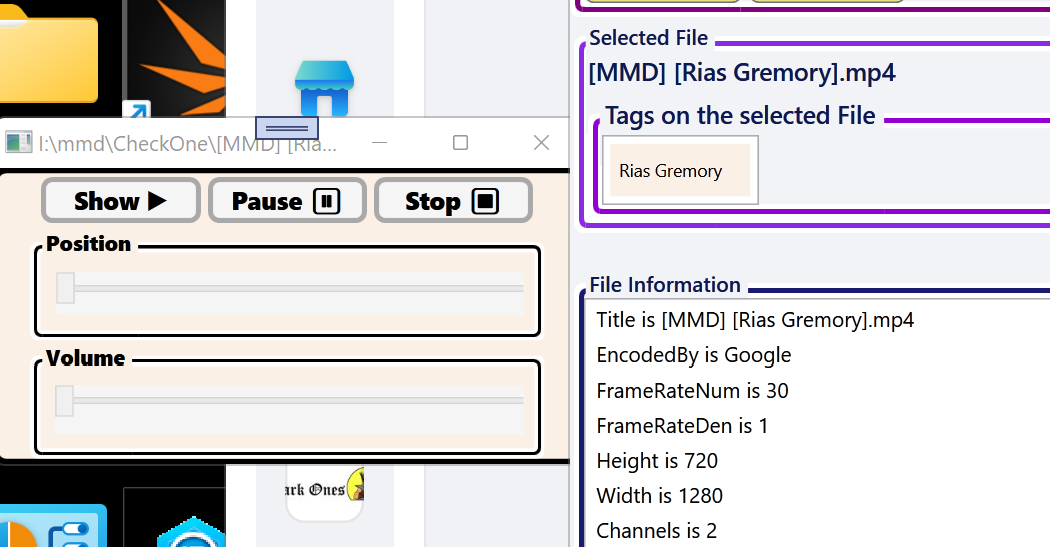 I:\mmd\CheckOne\[MMD] [Ria...
Show
Pause
Stop
Position
Volume
ark Ones
Selected File
[MMD] [Rias Gremory].mp4
Tags on the selected File
Rias Gremory
File Information
Title is [MMD] [Rias Gremory].mp4
EncodedBy is Google
FrameRateNum is 30
FrameRateDen is 1
Height is 720
Width is 1280
Channels is 2